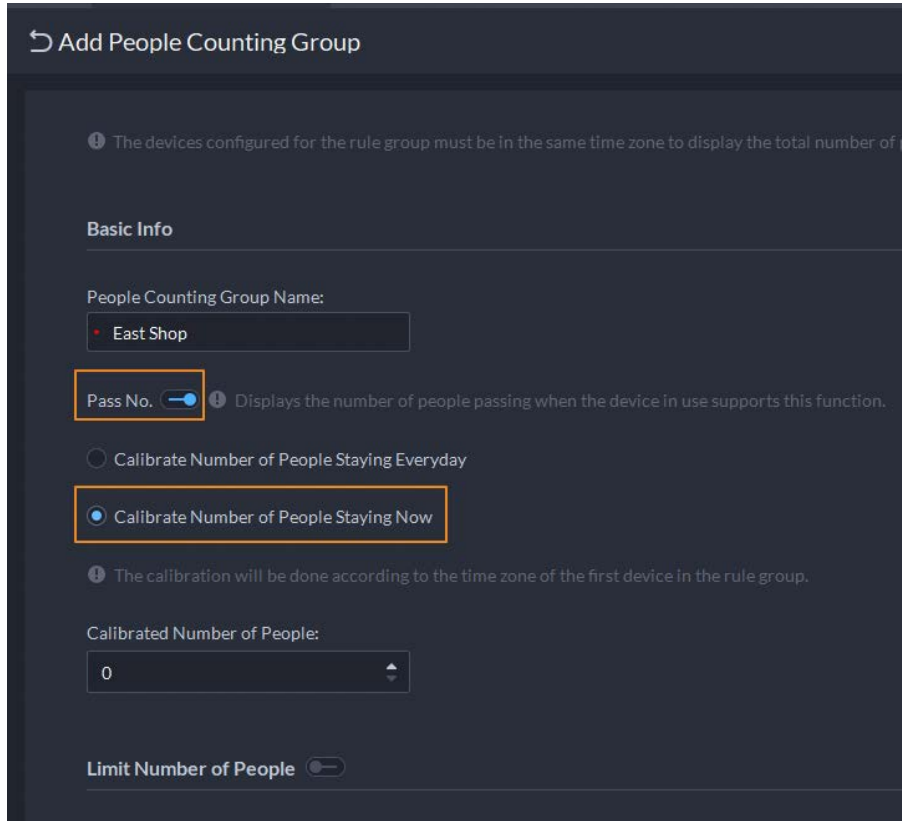 Add People Counting Group
The devices configured for the rule group must be in the same time zone to display the total number of
Basic Info
People Counting Group Name:
* East Shop
Pass No. Displays the number of people passing when the device in use supports this function.
Calibrate Number of People Staying Everyday
Calibrate Number of People Staying Now
The calibration will be done according to the time zone of the first device in the rule group.
Calibrated Number of People:
0
Limit Number of People